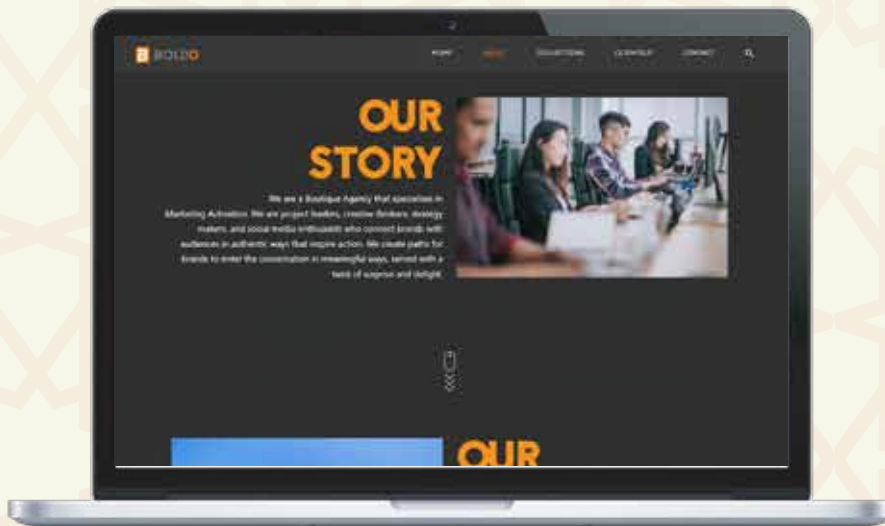 BOLDO
HOME ABOUT CONTACT
OUR
STORY
We are a Boutique Agency that specializes in
Marketing Activation. We are project leaders, creative thinkers, strategy
makers, and social media enthusiasts who connect brands with
audiences in authentic ways that inspire action. We create paths for
brands to enter the conversation in meaningful ways, served with a
twist of surprise and delight.
OUR